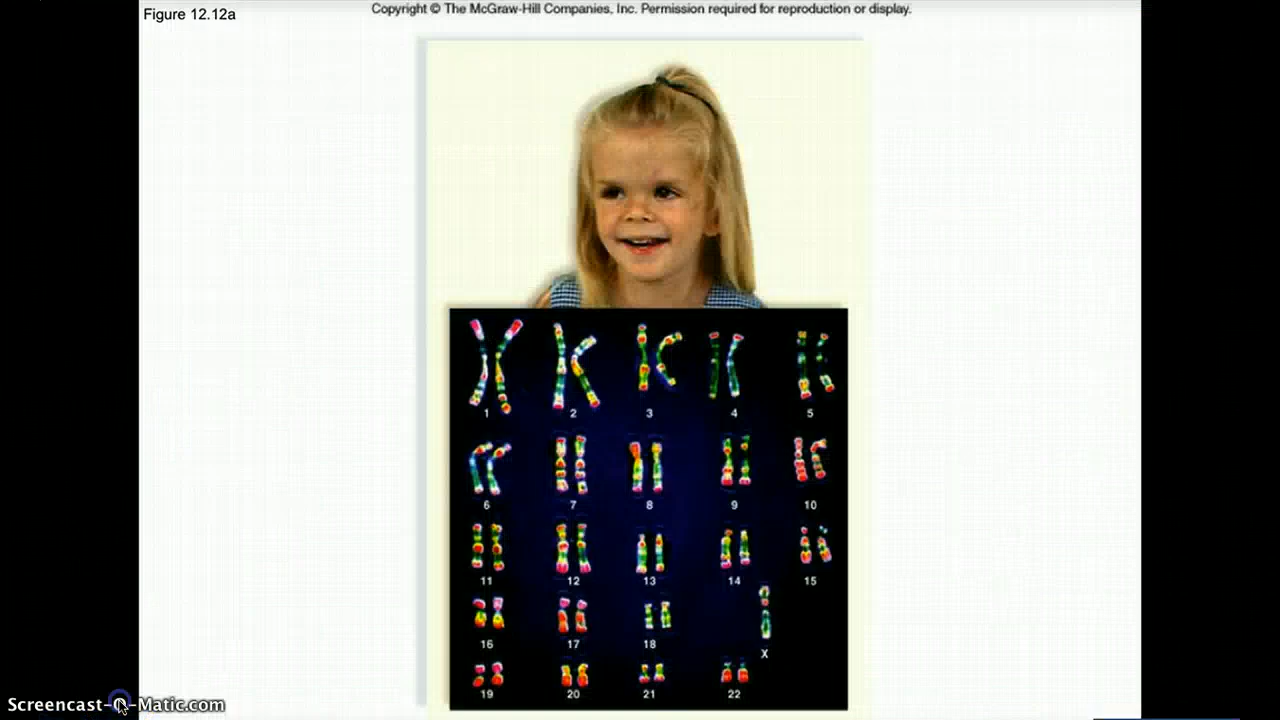 Copyright © The McGraw-Hill Companies, Inc. Permission required for reproduction or display.
Figure 12.12a
1 2 3 4 5
6 7 8 9 10
11 12 13 14 15
16 17 18 X
19 20 21 22
Screencast-O-Matic.com